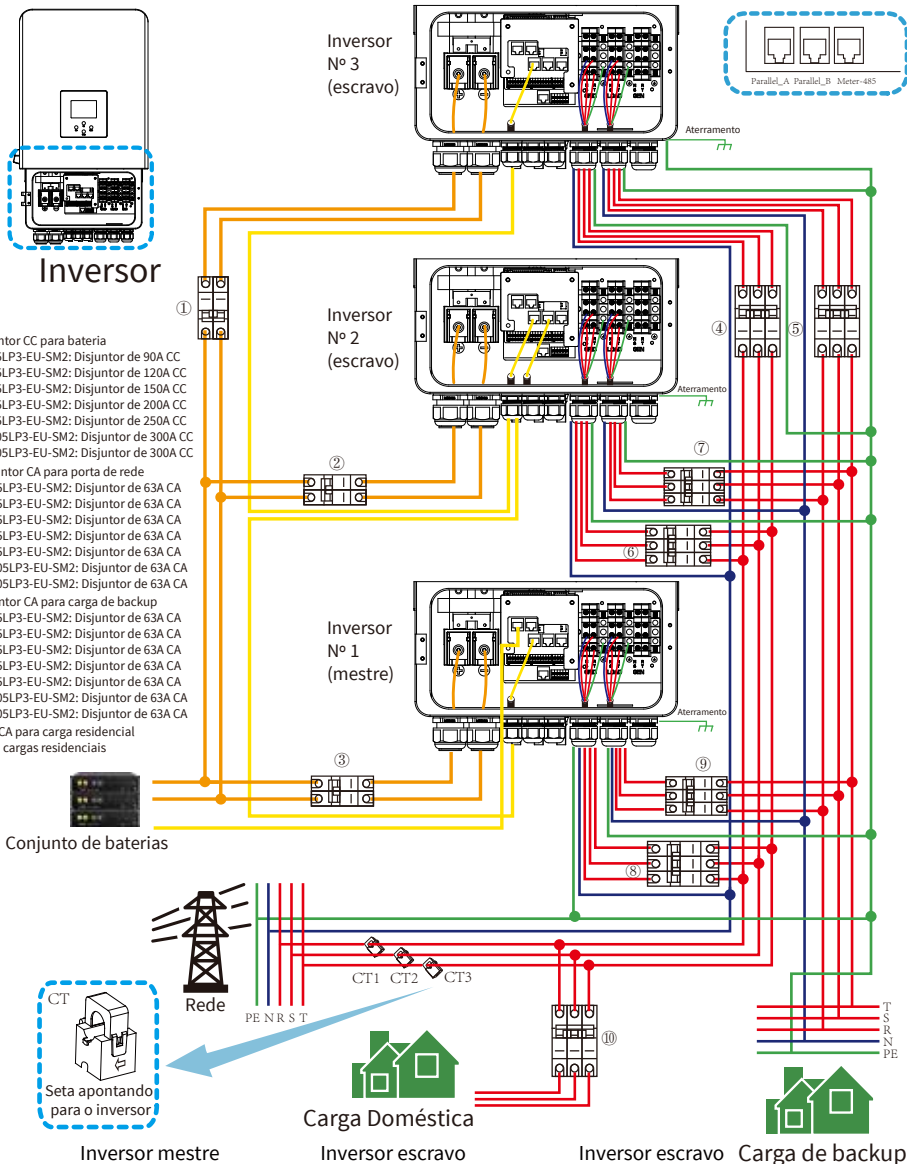 Inversor
Nº 3
(escravo)
Parallel_A Parallel_B Meter-485
Aterramento
Inversor
①
Inversor
Nº 2
(escravo)
④
⑤
Aterramento
GEN
ntor CC para bateria
5LP3-EU-SM2: Disjuntor de 90A CC
5LP3-EU-SM2: Disjuntor de 120A CC
5LP3-EU-SM2: Disjuntor de 150A CC
5LP3-EU-SM2: Disjuntor de 200A CC
5LP3-EU-SM2: Disjuntor de 250A CC
05LP3-EU-SM2: Disjuntor de 300A CC
05LP3-EU-SM2: Disjuntor de 300A CC
ntor CA para porta de rede
5LP3-EU-SM2: Disjuntor de 63A CA
5LP3-EU-SM2: Disjuntor de 63A CA
5LP3-EU-SM2: Disjuntor de 63A CA
5LP3-EU-SM2: Disjuntor de 63A CA
5LP3-EU-SM2: Disjuntor de 63A CA
05LP3-EU-SM2: Disjuntor de 63A CA
05LP3-EU-SM2: Disjuntor de 63A CA
ntor CA para carga de backup
5LP3-EU-SM2: Disjuntor de 63A CA
5LP3-EU-SM2: Disjuntor de 63A CA
5LP3-EU-SM2: Disjuntor de 63A CA
5LP3-EU-SM2: Disjuntor de 63A CA
5LP3-EU-SM2: Disjuntor de 63A CA
05LP3-EU-SM2: Disjuntor de 63A CA
05LP3-EU-SM2: Disjuntor de 63A CA
CA para carga residencial
cargas residenciais
②
⑦
⑥
Inversor
Nº 1
(mestre)
GEN
Aterramento
③
⑨
⑧
Conjunto de baterias
Rede
PE N R S T
CT1 CT2 CT3
⑩
T
S
R
N
PE
CT
Seta apontando
para o inversor
Carga Doméstica
Carga de backup
Inversor mestre
Inversor escravo
Inversor escravo